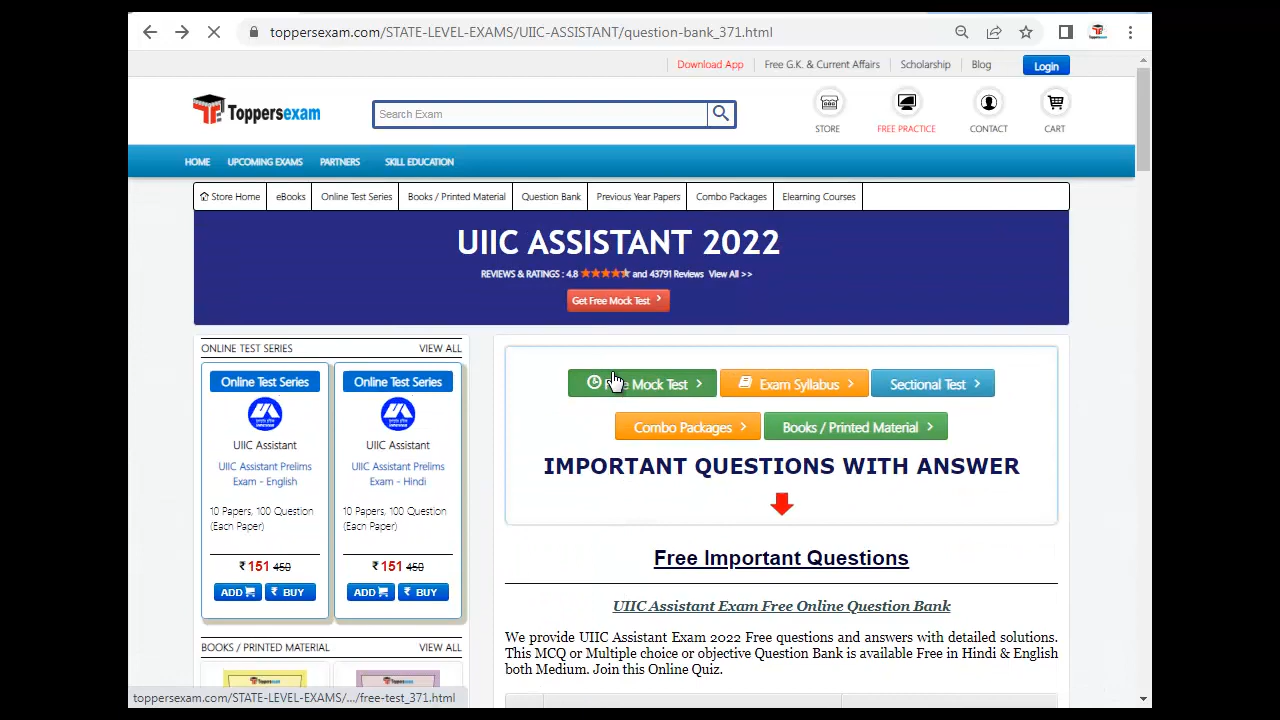 toppersexam.com/STATE-LEVEL-EXAMS/UIIC-ASSISTANT/question-bank_371.html
Download App
Free G.K. & Current Affairs
Scholarship
Blog
Login
Toppersexam
Search Exam
STORE
FREE PRACTICE
CONTACT
CART
HOME
UPCOMING EXAMS
PARTNERS
SKILL EDUCATION
Store Home
eBooks
Online Test Series
Books / Printed Material
Question Bank
Previous Year Papers
Combo Packages
Elearning Courses
UIIC ASSISTANT 2022
REVIEWS & RATINGS : 4.8 and 43791 Reviews View All >>
Get Free Mock Test
ONLINE TEST SERIES
VIEW ALL
Online Test Series
UIIC Assistant
UIIC Assistant Prelims
Exam - English
10 Papers, 100 Question
(Each Paper)
₹ 151 450
ADD
₹ BUY
Online Test Series
UIIC Assistant
UIIC Assistant Prelims
Exam - Hindi
10 Papers, 100 Question
(Each Paper)
₹ 151 450
ADD
₹ BUY
BOOKS / PRINTED MATERIAL
VIEW ALL
Mock Test
Exam Syllabus
Sectional Test
Combo Packages
Books / Printed Material
IMPORTANT QUESTIONS WITH ANSWER
Free Important Questions
UIIC Assistant Exam Free Online Question Bank
We provide UIIC Assistant Exam 2022 Free questions and answers with detailed solutions.
This MCQ or Multiple choice or objective Question Bank is available Free in Hindi & English
both Medium. Join this Online Quiz.
toppersexam.com/STATE-LEVEL-EXAMS/.../free-test_371.html